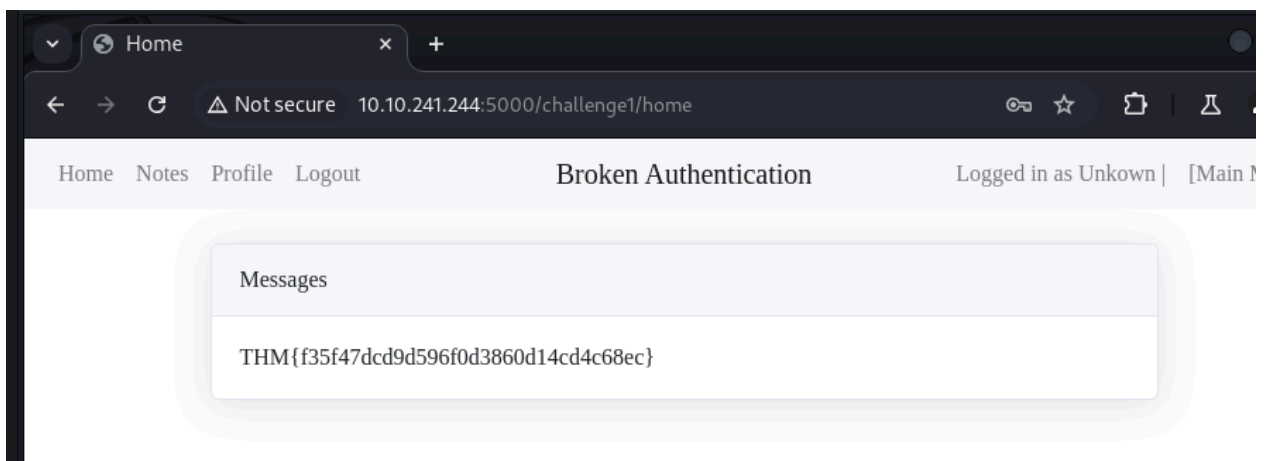 Home
Not secure 10.10.241.244:5000/challenge1/home
Home Notes Profile Logout Broken Authentication Logged in as Unkown | [Main
Messages
THM{f35f47dcd9d596f0d3860d14cd4c68ec}